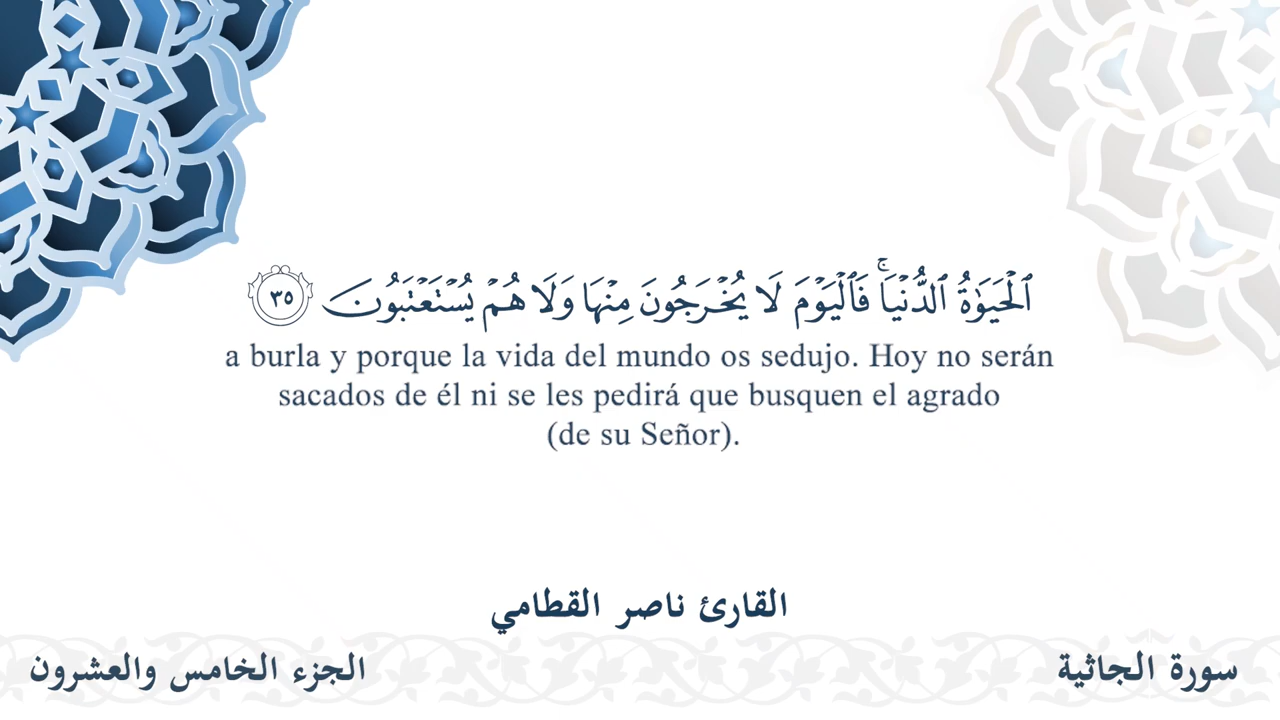 ٱلْحَيَوٰةُ ٱلدُّنْيَا ۚ فَٱلْيَوْمَ لَا يُخْرَجُونَ مِنْهَا وَلَا هُمْ يُسْتَعْتَبُونَ ٣٥
a burla y porque la vida del mundo os sedujo. Hoy no serán
sacados de él ni se les pedirá que busquen el agrado
(de su Señor).
القارئ ناصر القطامي
سورة الجاثية
الجزء الخامس والعشرون